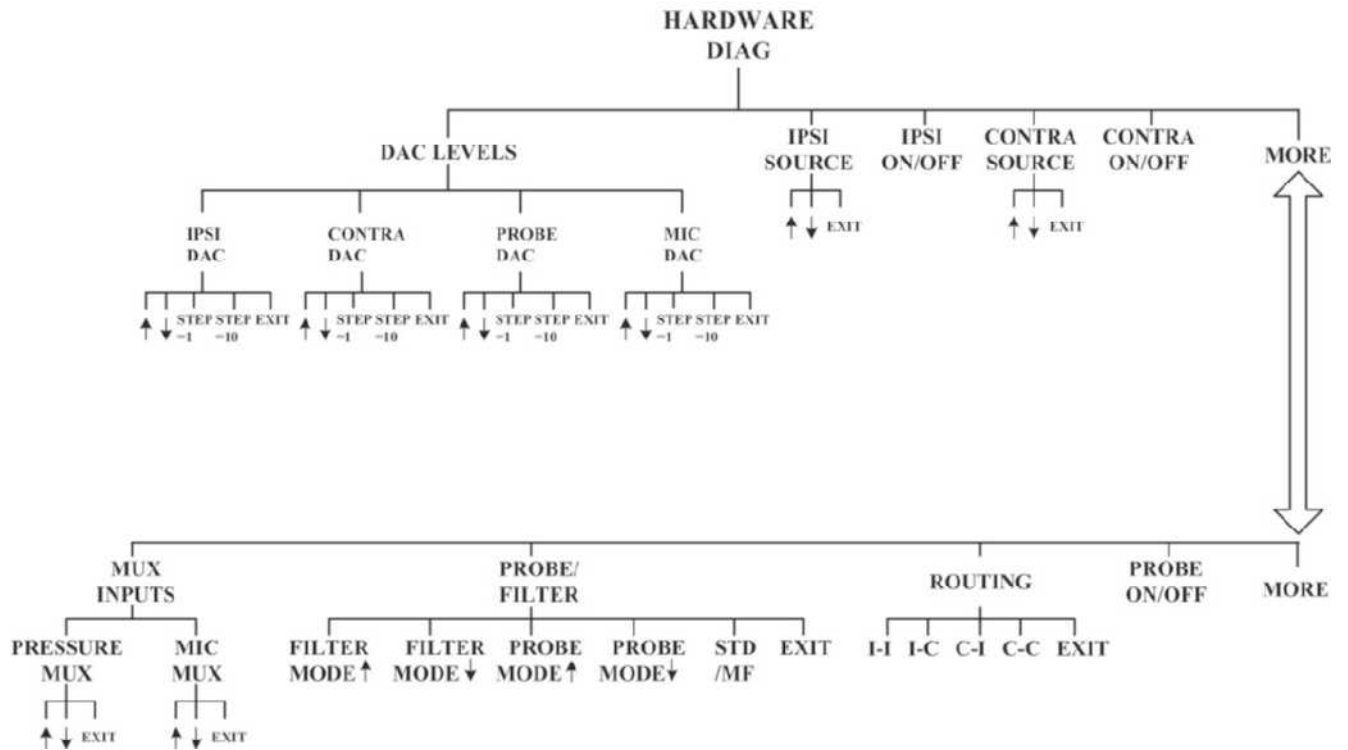 HARDWARE
DIAG
DAC LEVELS
IPSI
SOURCE
IPSI
ON/OFF
CONTRA
SOURCE
CONTRA
ON/OFF
MORE
↑ ↓ EXIT
↑ ↓ EXIT
IPSI
DAC
CONTRA
DAC
PROBE
DAC
MIC
DAC
↑ ↓ STEP STEP EXIT
=1 =10
↑ ↓ STEP STEP EXIT
=1 =10
↑ ↓ STEP STEP EXIT
=1 =10
↑ ↓ STEP STEP EXIT
=1 =10
MUX
INPUTS
PROBE/
FILTER
ROUTING
PROBE
ON/OFF
MORE
PRESSURE
MUX
MIC
MUX
FILTER
MODE ↑
FILTER
MODE ↓
PROBE
MODE ↑
PROBE
MODE ↓
STD
/MF
EXIT
I-I I-C C-I C-C EXIT
↑ ↓ EXIT
↑ ↓ EXIT